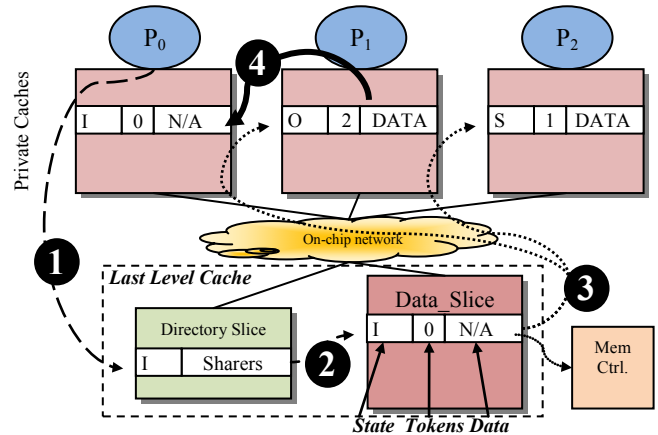 P0
P1
P2
4
I 0 N/A
O 2 DATA
S 1 DATA
Private Caches
On-chip network
1
Last Level Cache
3
Data_Slice
Directory Slice
I 0 N/A
I Sharers
2
Mem
Ctrl.
State Tokens Data